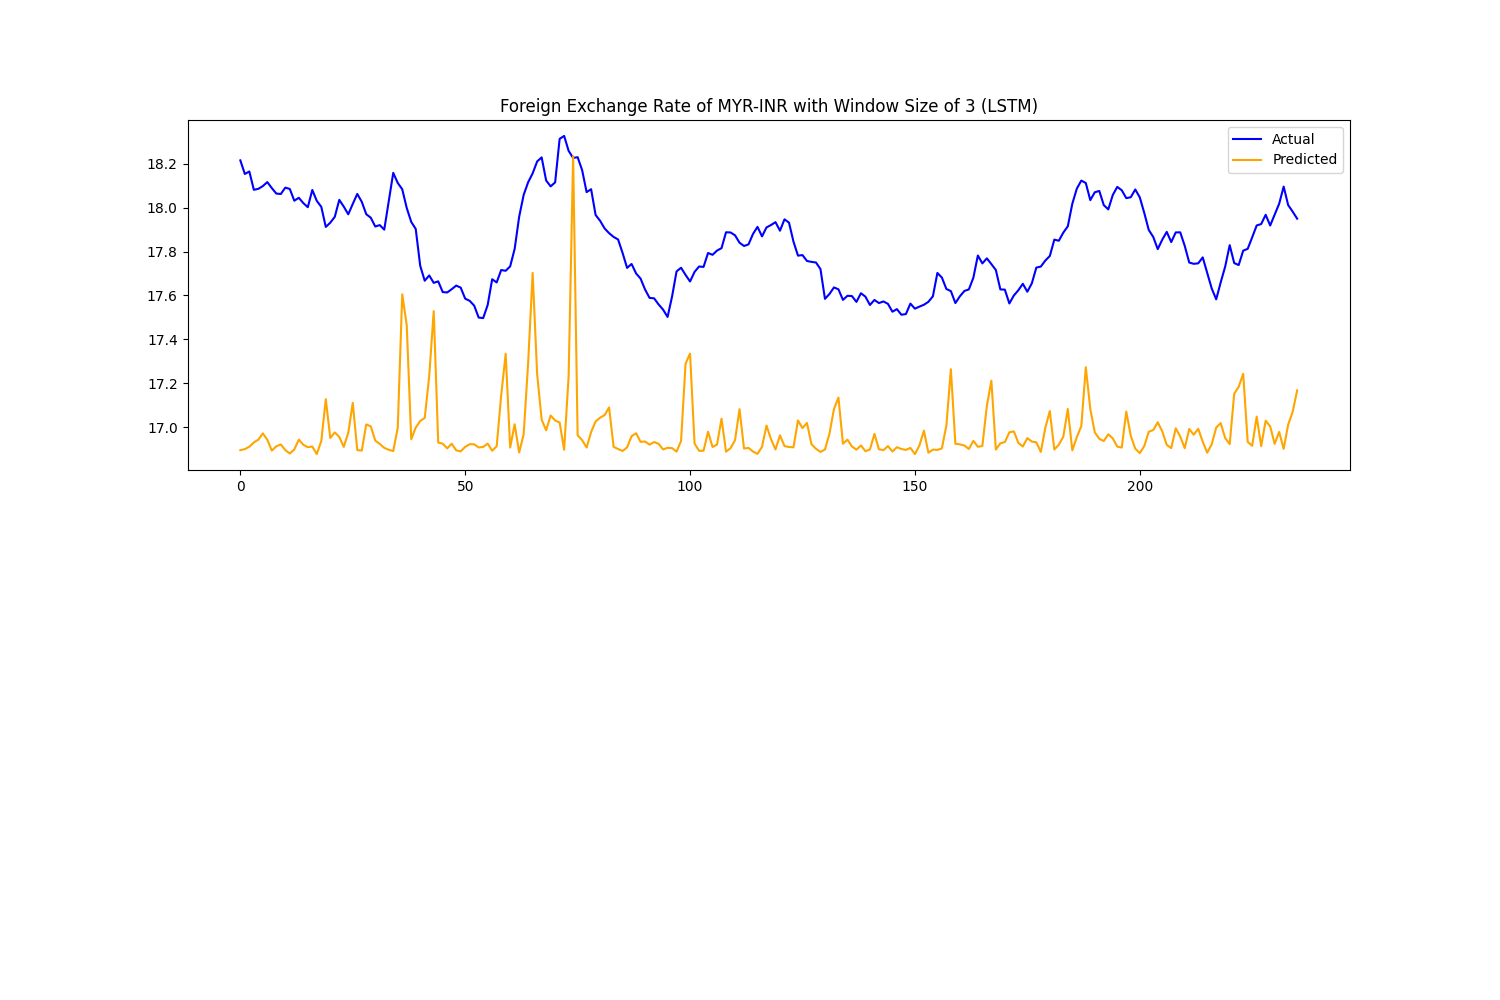 Foreign Exchange Rate of MYR-INR with Window Size of 3 (LSTM)
Actual
Predicted
18.2
18.0
17.8
17.6
17.4
17.2
17.0
0 50 100 150 200